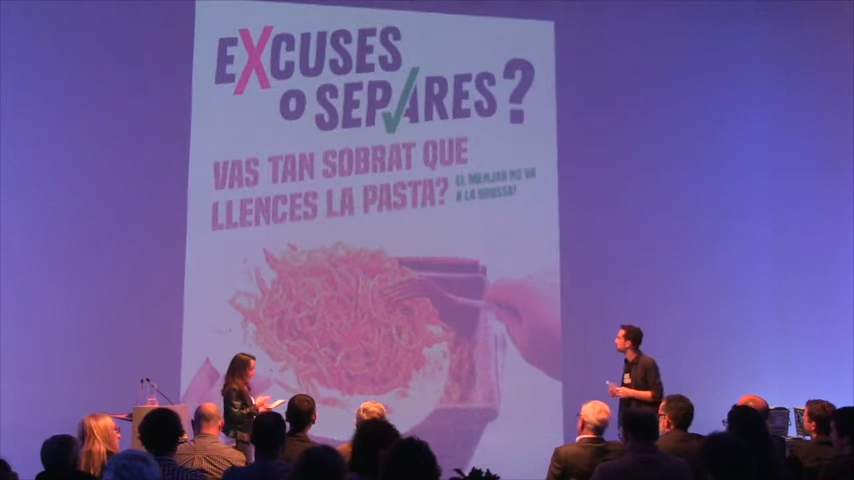 EXCUSES
O SEPARES?
VAS TAN SOBRAT QUE
LLENCES LA PASTA?
EL MENJAR NO VA
A LA BROSSA!